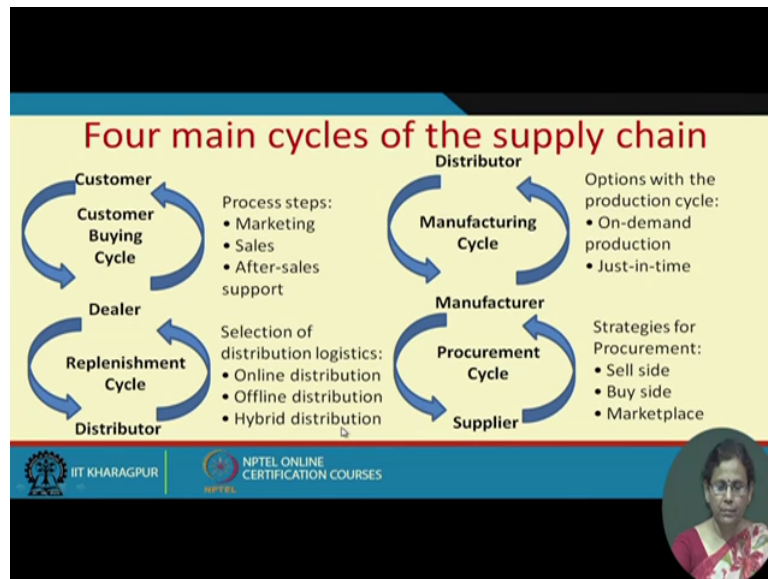 Four main cycles of the supply chain
Customer
Customer
Buying
Cycle
Process steps:
• Marketing
• Sales
• After-sales
support
Dealer
Replenishment
Cycle
Distributor
Selection of
distribution logistics:
• Online distribution
• Offline distribution
• Hybrid distribution
Distributor
Manufacturing
Cycle
Options with the
production cycle:
• On-demand
production
• Just-in-time
Manufacturer
Procurement
Cycle
Supplier
Strategies for
Procurement:
• Sell side
• Buy side
• Marketplace
IIT KHARAGPUR
NPTEL
NPTEL ONLINE
CERTIFICATION COURSES